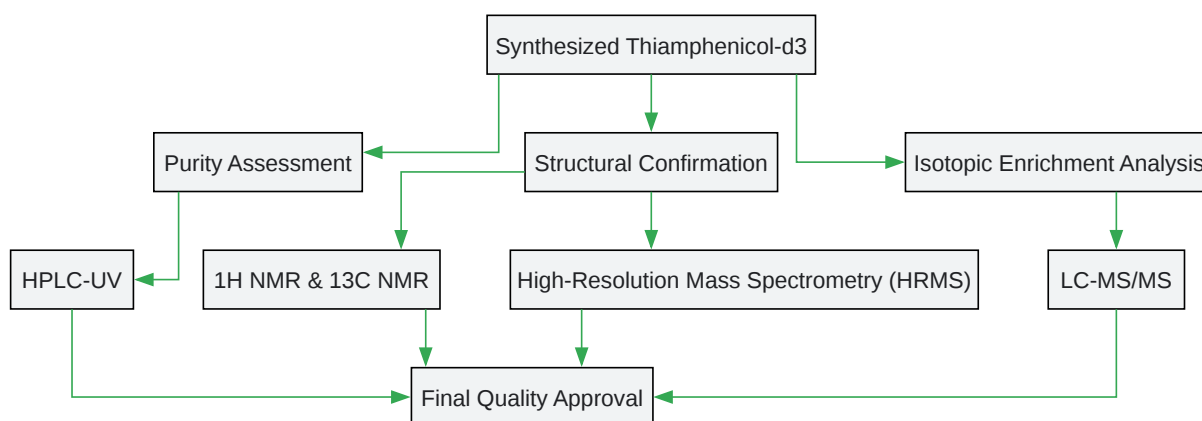 Synthesized Thiamphenicol-d3
Purity Assessment
Structural Confirmation
Isotopic Enrichment Analysis
HPLC-UV
1H NMR & 13C NMR
High-Resolution Mass Spectrometry (HRMS)
LC-MS/MS
Final Quality Approval